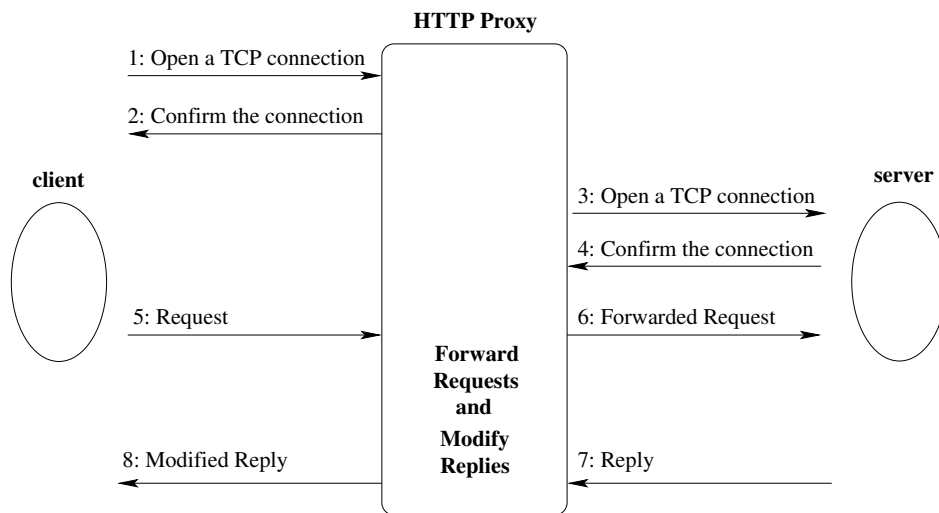 HTTP Proxy
1: Open a TCP connection
2: Confirm the connection
client
server
3: Open a TCP connection
4: Confirm the connection
5: Request
6: Forwarded Request
Forward
Requests
and
Modify
Replies
8: Modified Reply
7: Reply